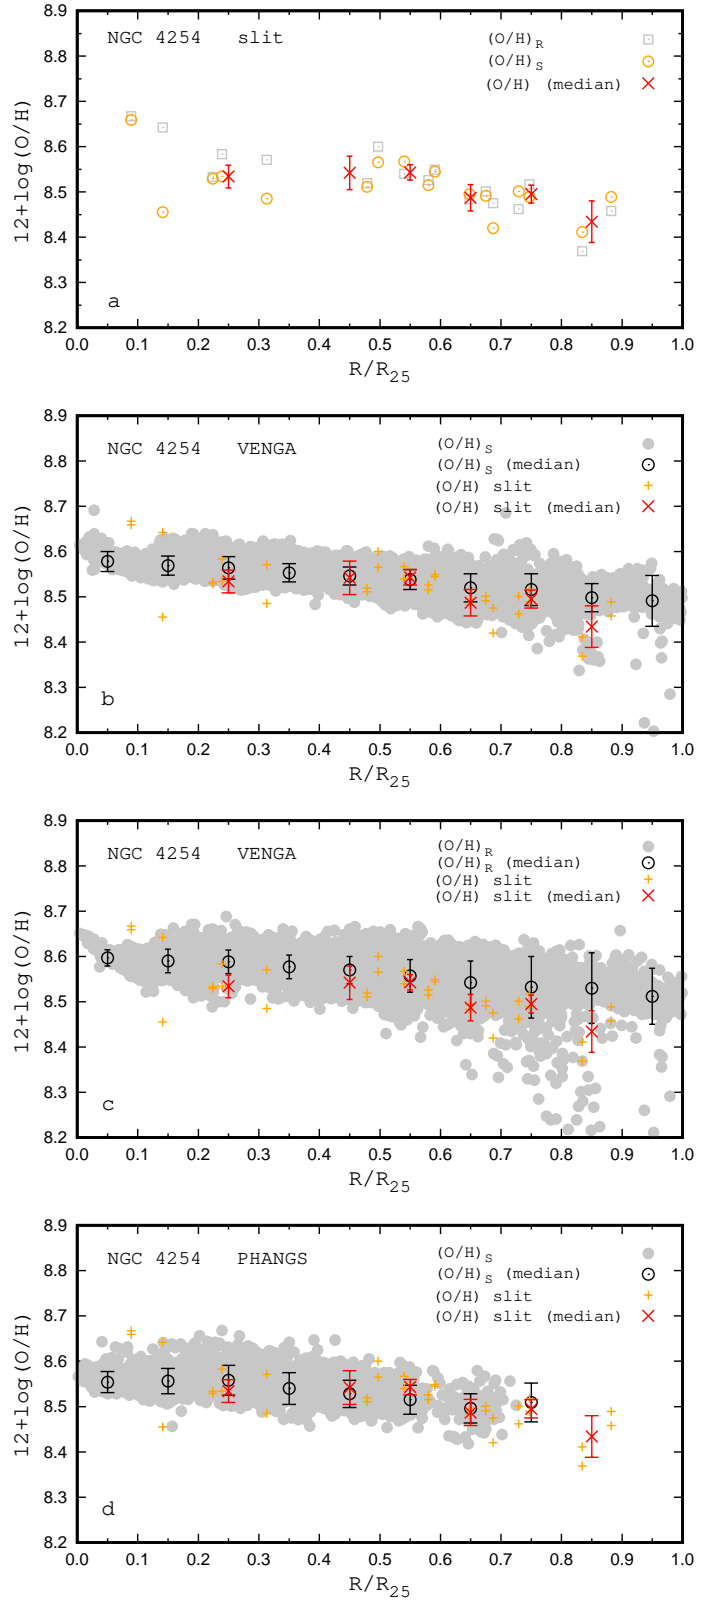 NGC 4254 slit
(O/H)R
(O/H)S
(O/H) (median)
8.9
8.8
8.7
8.6
8.5
8.4
8.3
8.2
12+log(O/H)
a
0.0 0.1 0.2 0.3 0.4 0.5 0.6 0.7 0.8 0.9 1.0
R/R25
NGC 4254 VENGA
(O/H)S
(O/H)S (median)
(O/H) slit
(O/H) slit (median)
8.9
8.8
8.7
8.6
8.5
8.4
8.3
8.2
12+log(O/H)
b
0.0 0.1 0.2 0.3 0.4 0.5 0.6 0.7 0.8 0.9 1.0
R/R25
NGC 4254 VENGA
(O/H)R
(O/H)R (median)
(O/H) slit
(O/H) slit (median)
8.9
8.8
8.7
8.6
8.5
8.4
8.3
8.2
12+log(O/H)
c
0.0 0.1 0.2 0.3 0.4 0.5 0.6 0.7 0.8 0.9 1.0
R/R25
NGC 4254 PHANGS
(O/H)S
(O/H)S (median)
(O/H) slit
(O/H) slit (median)
8.9
8.8
8.7
8.6
8.5
8.4
8.3
8.2
12+log(O/H)
d
0.0 0.1 0.2 0.3 0.4 0.5 0.6 0.7 0.8 0.9 1.0
R/R25